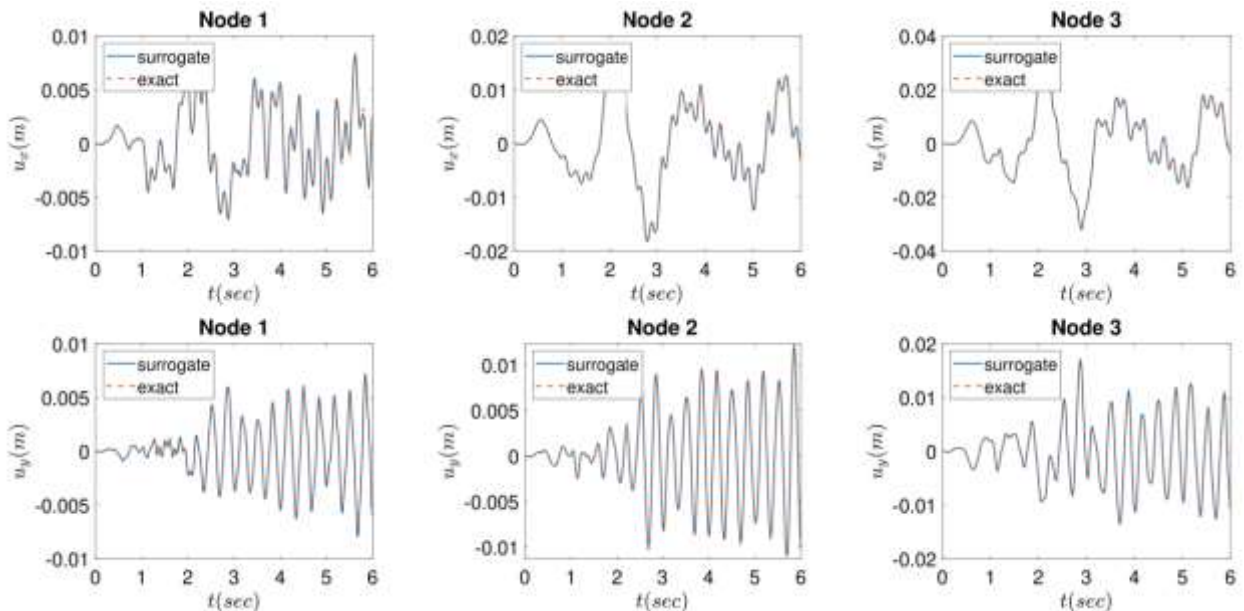 Node 1
0.01
0.005
0
-0.005
-0.01
u_x(m)
surrogate
exact
0 1 2 3 4 5 6
t(sec)
Node 2
0.02
0.01
0
-0.01
-0.02
u_x(m)
surrogate
exact
0 1 2 3 4 5 6
t(sec)
Node 3
0.04
0.02
0
-0.02
-0.04
u_x(m)
surrogate
exact
0 1 2 3 4 5 6
t(sec)
Node 1
0.01
0.005
0
-0.005
-0.01
u_y(m)
surrogate
exact
0 1 2 3 4 5 6
t(sec)
Node 2
0.01
0.005
0
-0.005
-0.01
u_y(m)
surrogate
exact
0 1 2 3 4 5 6
t(sec)
Node 3
0.02
0.01
0
-0.01
-0.02
u_y(m)
surrogate
exact
0 1 2 3 4 5 6
t(sec)